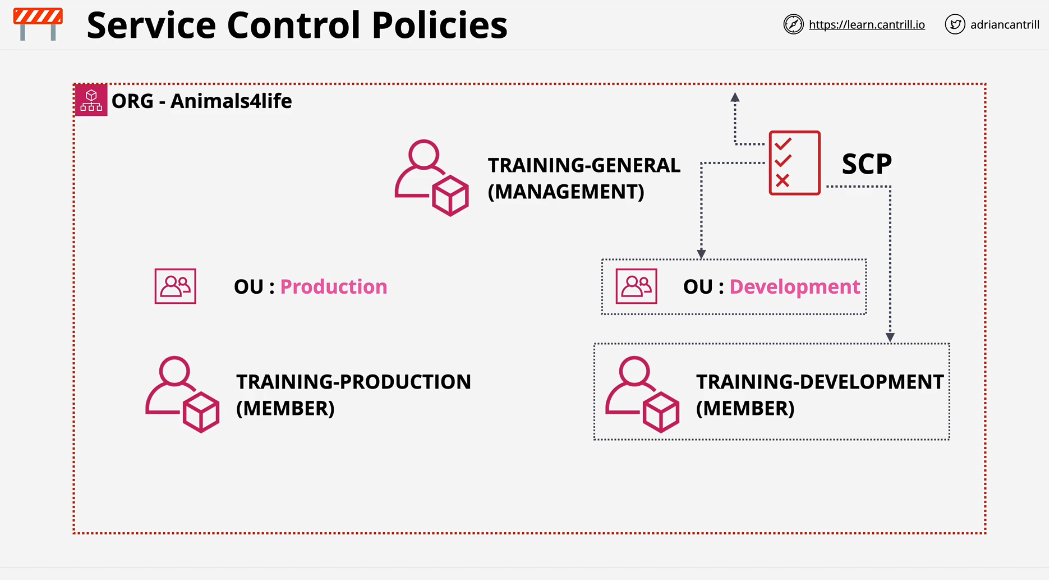 Service Control Policies
https://learn.cantrill.io
adriancantrill
ORG - Animals4life
TRAINING-GENERAL
(MANAGEMENT)
SCP
OU : Production
OU : Development
TRAINING-PRODUCTION
(MEMBER)
TRAINING-DEVELOPMENT
(MEMBER)